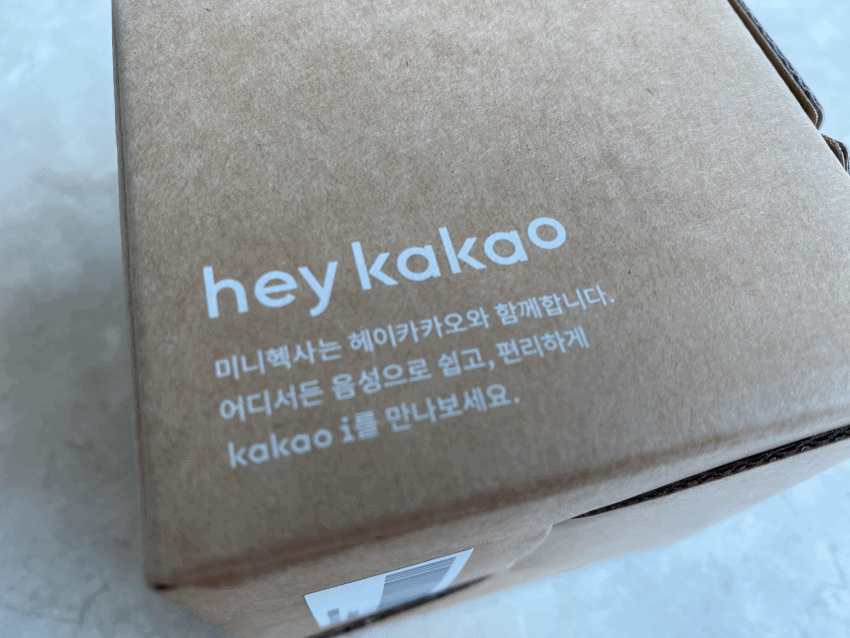 hey kakao
미니헥사는 헤이카카오와 함께합니다.
어디서든 음성으로 쉽고, 편리하게
kakao i를 만나보세요.